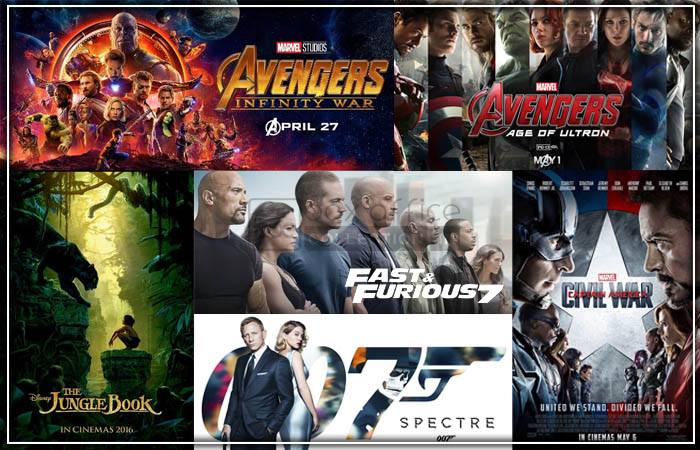 MARVEL STUDIOS
AVENGERS
INFINITY WAR
APRIL 27
MARVEL
AVENGERS
AGE OF ULTRON
MAY 1
Disney
THE
JUNGLE BOOK
IN CINEMAS 2016
FAST &
FURIOUS 7
007
SPECTRE
007
MARVEL
CAPTAIN AMERICA
CIVIL WAR
UNITED WE STAND. DIVIDED WE FALL.
IN CINEMAS MAY 6